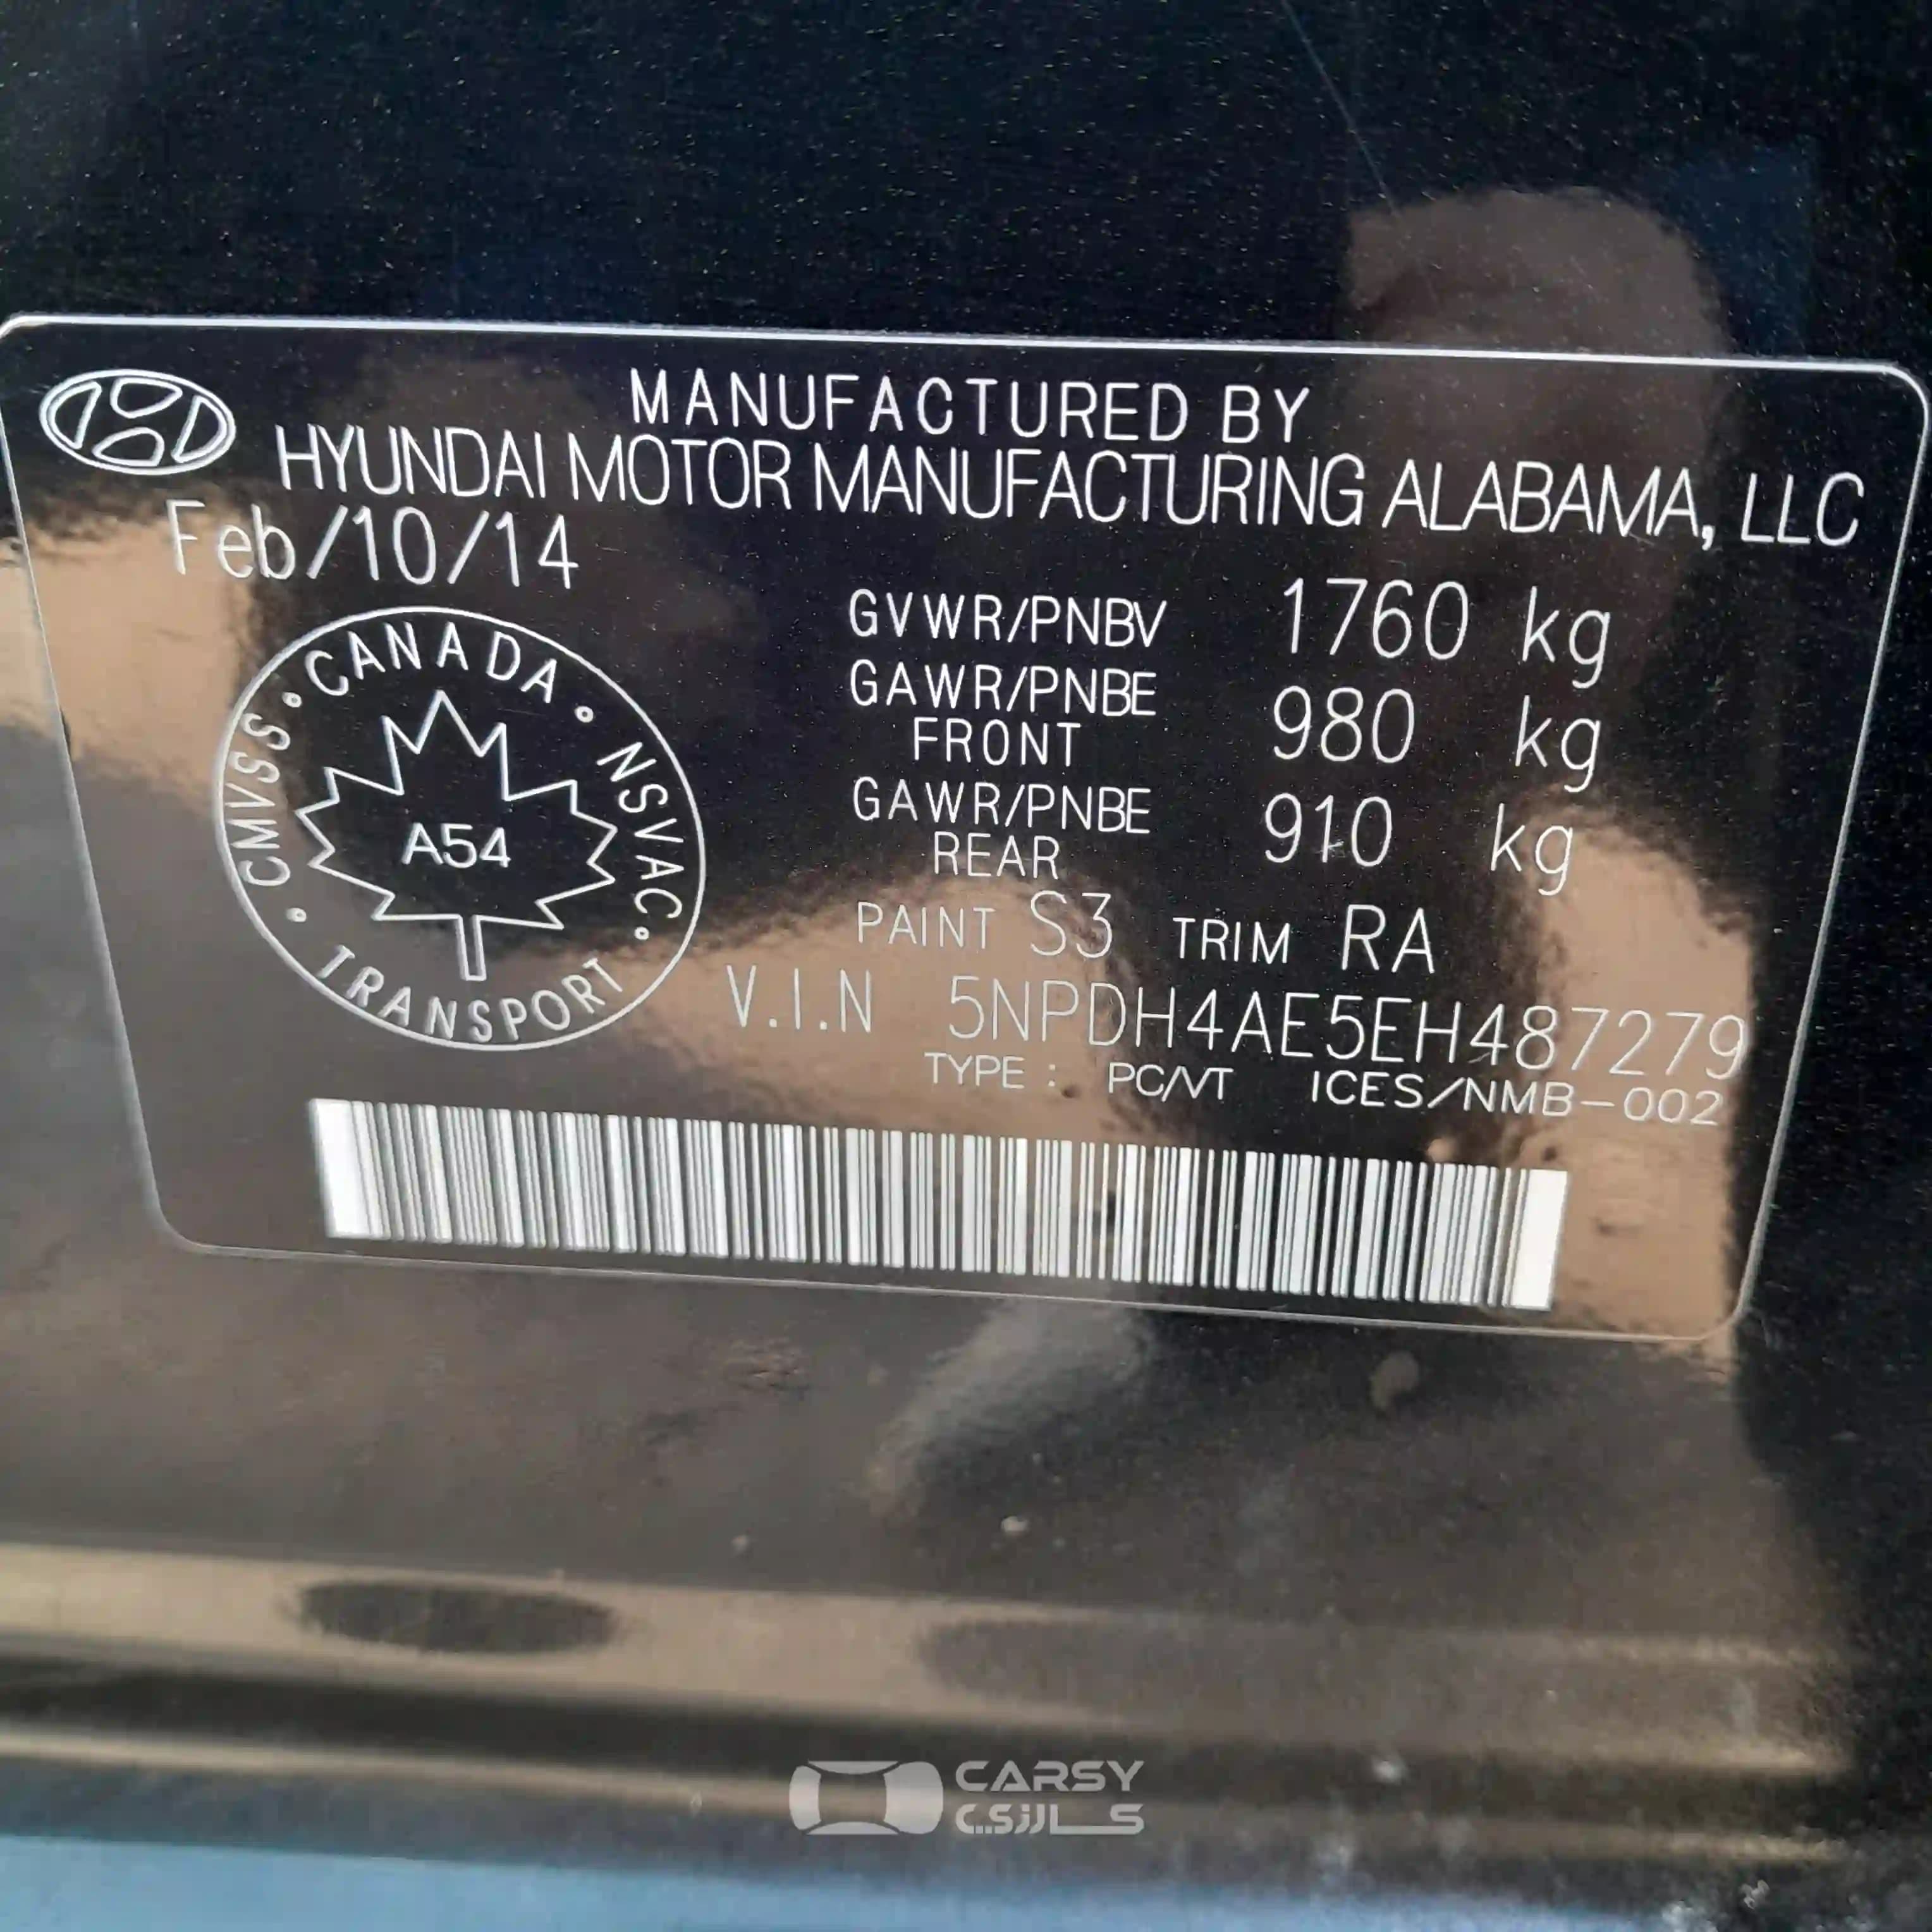 MANUFACTURED BY
HYUNDAI MOTOR MANUFACTURING ALABAMA, LLC
Feb/10/14
GVWR/PNBV 1760 kg
GAWR/PNBE FRONT 980 kg
GAWR/PNBE REAR 910 kg
PAINT S3 TRIM RA
V.I.N 5NPDH4AE5EH487279
TYPE : PC/VT ICES/NMB-002
CANADA • NSVAC • TRANSPORT • CMVSS •
A54
CARSY
كــارزي